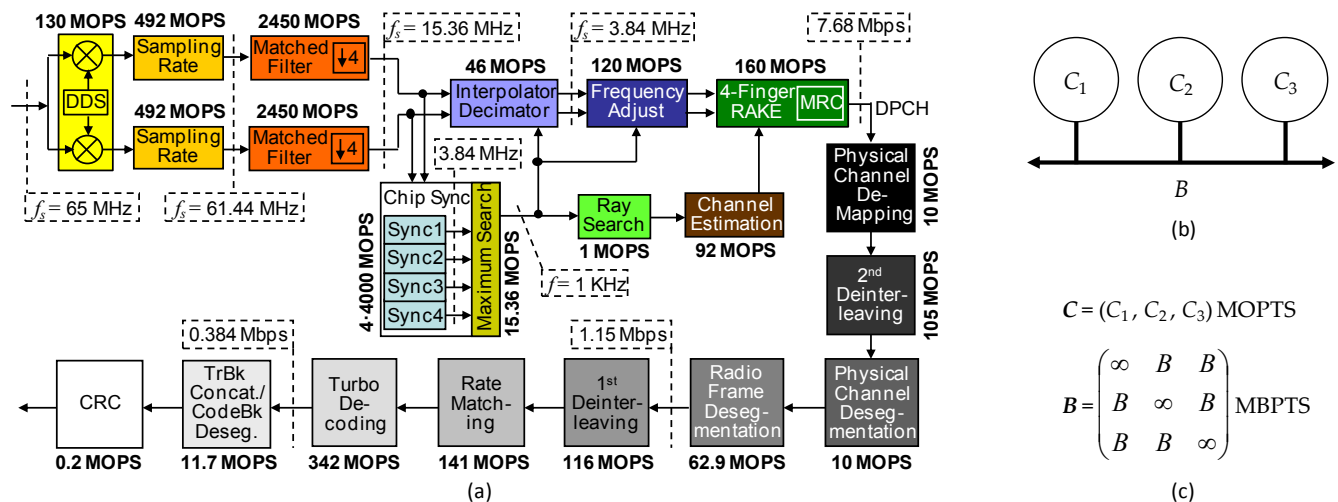 130 MOPS
492 MOPS
2450 MOPS
f_s = 15.36 MHz
f_s = 3.84 MHz
7.68 Mbps
Sampling
Rate
Matched
Filter
↓4
46 MOPS
120 MOPS
160 MOPS
DDS
492 MOPS
2450 MOPS
Interpolator
Decimator
Frequency
Adjust
4-Finger
RAKE
MRC
DPCH
Sampling
Rate
Matched
Filter
↓4
3.84 MHz
f_s = 65 MHz
f_s = 61.44 MHz
Chip Sync
Sync1
Sync2
Sync3
Sync4
4·4000 MOPS
Maximum Search
15.36 MOPS
Ray
Search
1 MOPS
Channel
Estimation
92 MOPS
f = 1 KHz
Physical
Channel
De-
Mapping
10 MOPS
2nd
Deinter-
leaving
105 MOPS
0.384 Mbps
1.15 Mbps
CRC
0.2 MOPS
TrBk
Concat./
CodeBk
Deseg.
11.7 MOPS
Turbo
De-
coding
342 MOPS
Rate
Match-
ing
141 MOPS
1st
Deinter-
leaving
116 MOPS
Radio
Frame
Deseg-
mentation
62.9 MOPS
Physical
Channel
Deseg-
mentation
10 MOPS
(a)
C1 C2 C3
B
(b)
C = (C1 , C2 , C3) MOPTS
∞ B B
B = B ∞ B MBPTS
B B ∞
(c)